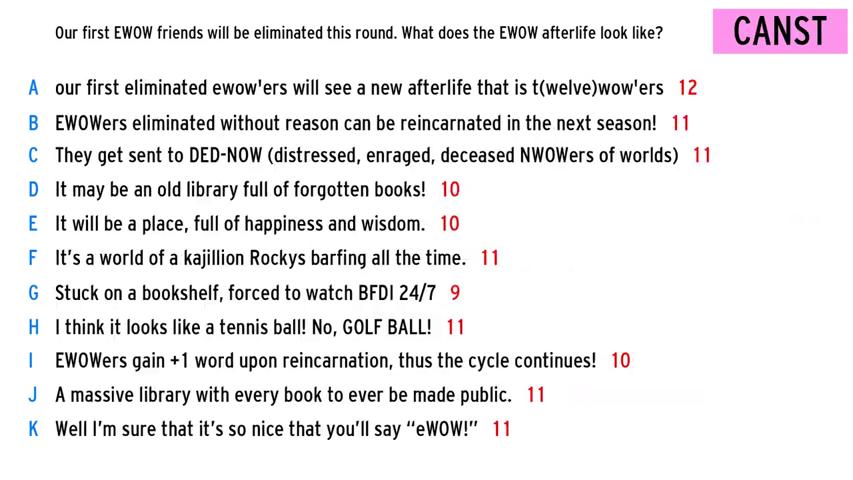 Our first EWOW friends will be eliminated this round. What does the EWOW afterlife look like?
CANST
A our first eliminated ewow'ers will see a new afterlife that is t(welve)wow'ers 12
B EWOWers eliminated without reason can be reincarnated in the next season! 11
C They get sent to DED-NOW (distressed, enraged, deceased NWOWers of worlds) 11
D It may be an old library full of forgotten books! 10
E It will be a place, full of happiness and wisdom. 10
F It's a world of a kajillion Rockys barfing all the time. 11
G Stuck on a bookshelf, forced to watch BFDI 24/7 9
H I think it looks like a tennis ball! No, GOLF BALL! 11
I EWOWers gain +1 word upon reincarnation, thus the cycle continues! 10
J A massive library with every book to ever be made public. 11
K Well I'm sure that it's so nice that you'll say “eWOW!” 11